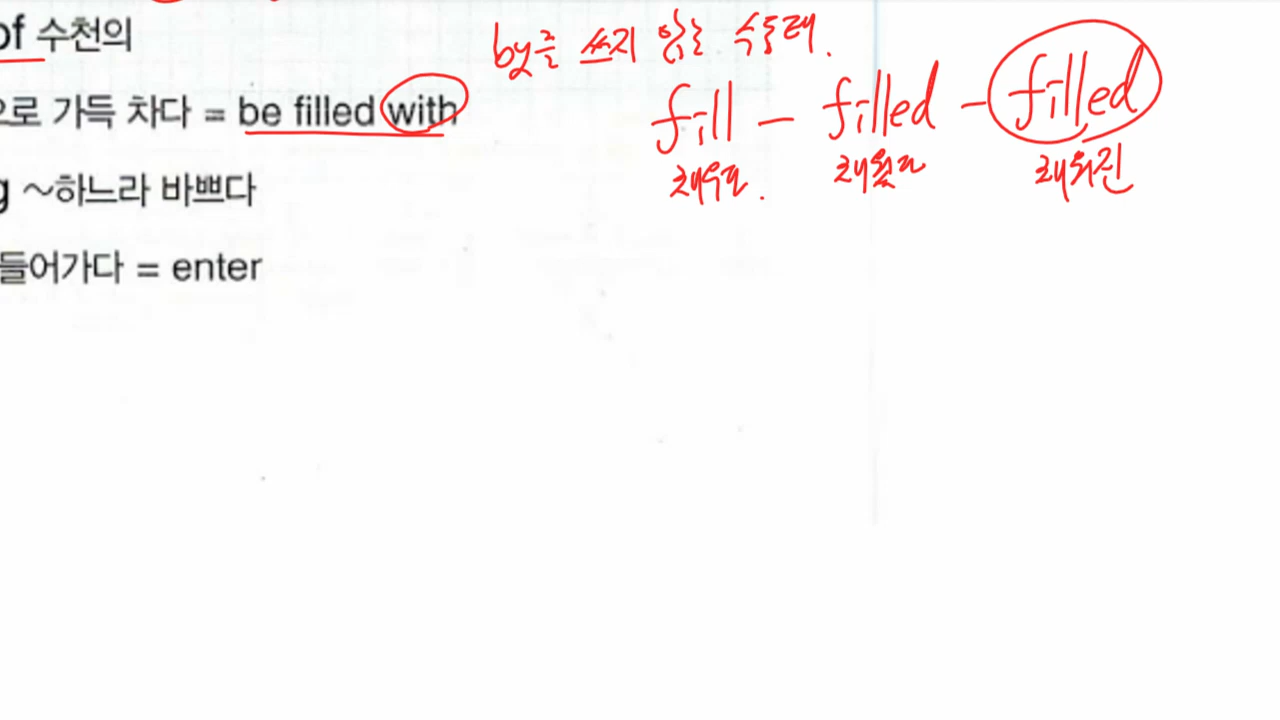 of 수천의
by를 쓰지 않는 수동태.
으로 가득 차다 = be filled with
fill - filled - filled
채우다. 채웠다 채워진
g ~하느라 바쁘다
들어가다 = enter